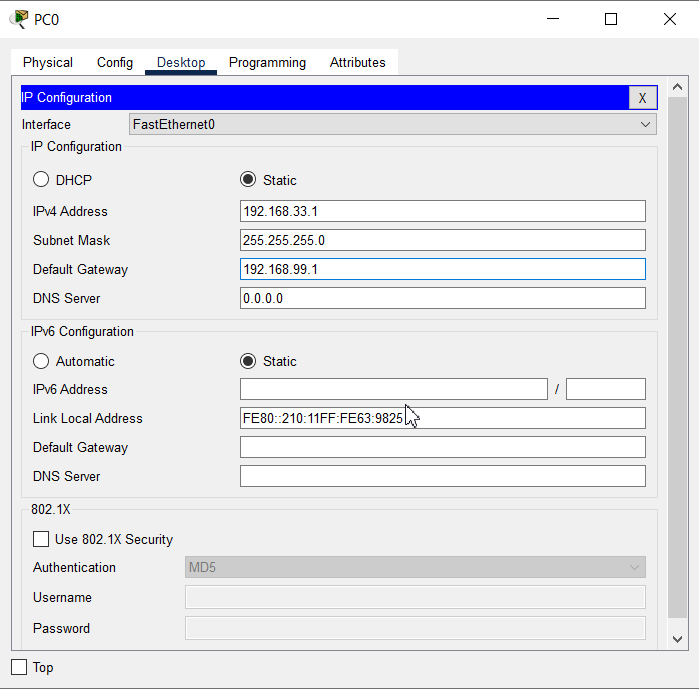 PC0
Physical Config Desktop Programming Attributes
IP Configuration X
Interface FastEthernet0
IP Configuration
DHCP Static
IPv4 Address 192.168.33.1
Subnet Mask 255.255.255.0
Default Gateway 192.168.99.1
DNS Server 0.0.0.0
IPv6 Configuration
Automatic Static
IPv6 Address /
Link Local Address FE80::210:11FF:FE63:9825
Default Gateway
DNS Server
802.1X
Use 802.1X Security
Authentication MD5
Username
Password
Top